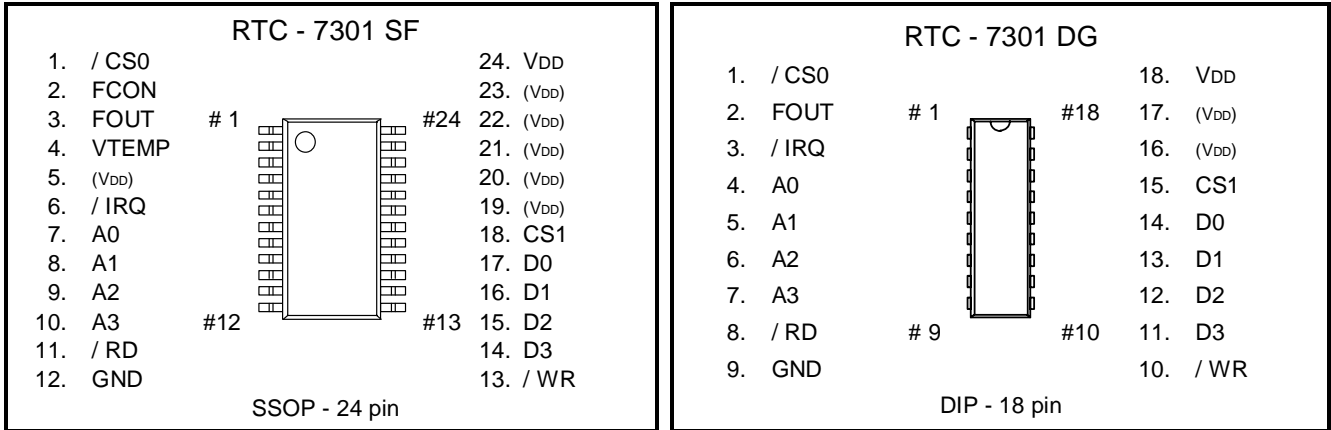 RTC - 7301 SF
1. / CS0
2. FCON
3. FOUT
4. VTEMP
5. (VDD)
6. / IRQ
7. A0
8. A1
9. A2
10. A3
11. / RD
12. GND
# 1
#12
#24
#13
24. VDD
23. (VDD)
22. (VDD)
21. (VDD)
20. (VDD)
19. (VDD)
18. CS1
17. D0
16. D1
15. D2
14. D3
13. / WR
SSOP - 24 pin
RTC - 7301 DG
1. / CS0
2. FOUT
3. / IRQ
4. A0
5. A1
6. A2
7. A3
8. / RD
9. GND
# 1
# 9
#18
#10
18. VDD
17. (VDD)
16. (VDD)
15. CS1
14. D0
13. D1
12. D2
11. D3
10. / WR
DIP - 18 pin